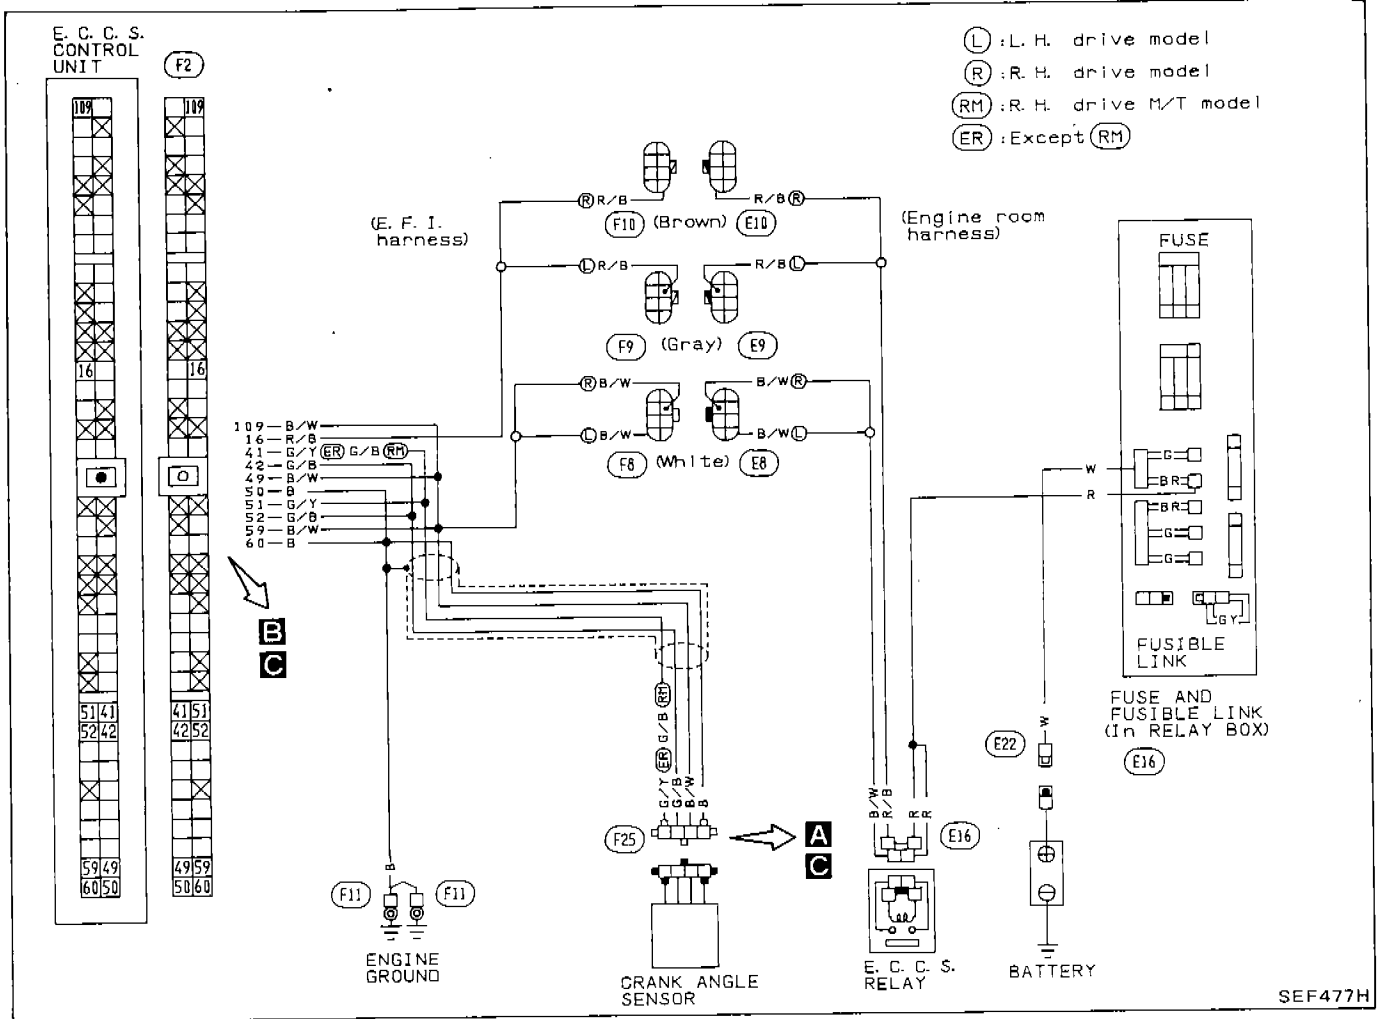 E. C. C. S.
CONTROL
UNIT
F2
109
109
16
16
51 41
41 51
52 42
42 52
59 49
49 59
60 50
50 60
L : L. H. drive model
R : R. H. drive model
RM : R. H. drive M/T model
ER : Except RM
(E. F. I.
harness)
(Engine room
harness)
R R/B
R/B R
F10 (Brown) E10
L R/B
R/B L
F9 (Gray) E9
R B/W
B/W R
L B/W
B/W L
F8 (White) E8
109 — B/W
16 — R/B
41 — G/Y ER G/B RM
42 — G/B
49 — B/W
50 — B
51 — G/Y
52 — G/B
59 — B/W
60 — B
B
C
G/Y ER G/B RM
G/B
B/W
B
F25
A
C
CRANK ANGLE
SENSOR
B
F11
F11
ENGINE
GROUND
B/W
R/B
R
R
E16
E. C. C. S.
RELAY
W
R
W
E22
BATTERY
FUSE
G
BR
BR
G
G
GY
FUSIBLE
LINK
FUSE AND
FUSIBLE LINK
(In RELAY BOX)
E16
SEF477H